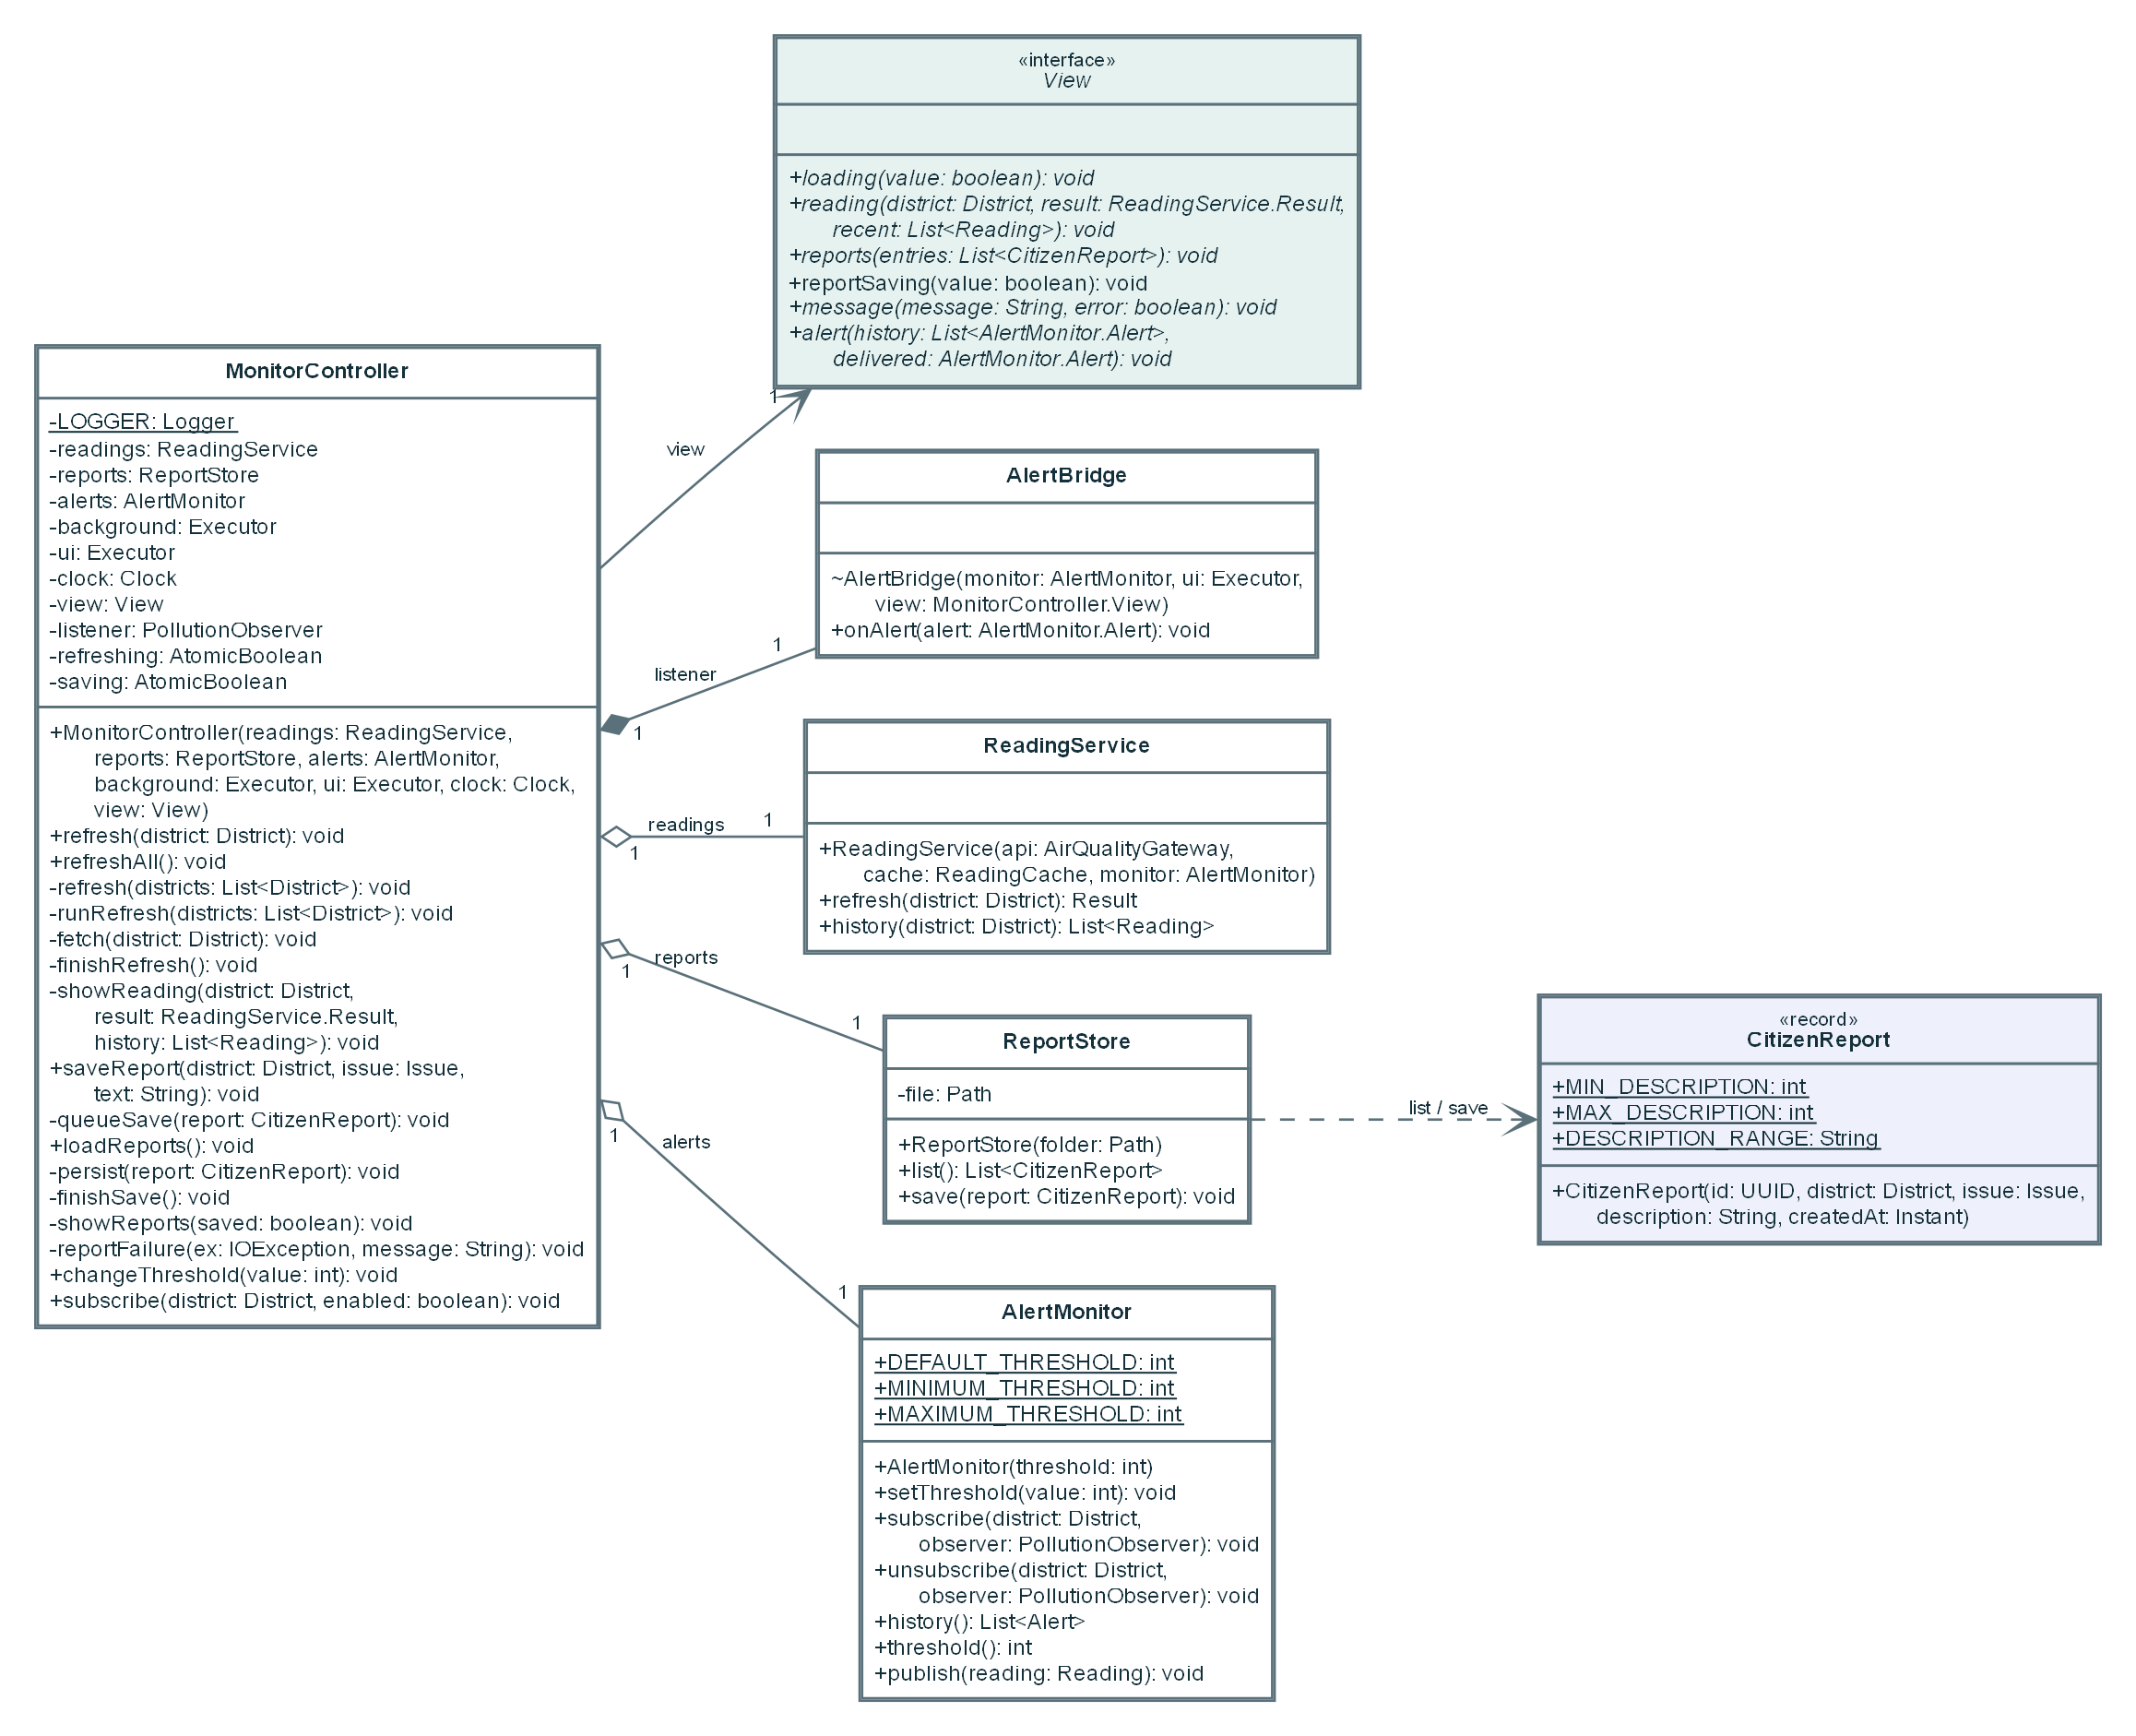 «interface»
View
+loading(value: boolean): void
+reading(district: District, result: ReadingService.Result,
recent: List<Reading>): void
+reports(entries: List<CitizenReport>): void
+reportSaving(value: boolean): void
+message(message: String, error: boolean): void
+alert(history: List<AlertMonitor.Alert>,
delivered: AlertMonitor.Alert): void
MonitorController
-LOGGER: Logger
-readings: ReadingService
-reports: ReportStore
-alerts: AlertMonitor
-background: Executor
-ui: Executor
-clock: Clock
-view: View
-listener: PollutionObserver
-refreshing: AtomicBoolean
-saving: AtomicBoolean
+MonitorController(readings: ReadingService,
reports: ReportStore, alerts: AlertMonitor,
background: Executor, ui: Executor, clock: Clock,
view: View)
+refresh(district: District): void
+refreshAll(): void
-refresh(districts: List<District>): void
-runRefresh(districts: List<District>): void
-fetch(district: District): void
-finishRefresh(): void
-showReading(district: District,
result: ReadingService.Result,
history: List<Reading>): void
+saveReport(district: District, issue: Issue,
text: String): void
-queueSave(report: CitizenReport): void
+loadReports(): void
-persist(report: CitizenReport): void
-finishSave(): void
-showReports(saved: boolean): void
-reportFailure(ex: IOException, message: String): void
+changeThreshold(value: int): void
+subscribe(district: District, enabled: boolean): void
1
view
AlertBridge
~AlertBridge(monitor: AlertMonitor, ui: Executor,
view: MonitorController.View)
+onAlert(alert: AlertMonitor.Alert): void
1
listener
1
ReadingService
+ReadingService(api: AirQualityGateway,
cache: ReadingCache, monitor: AlertMonitor)
+refresh(district: District): Result
+history(district: District): List<Reading>
readings
1
1
reports
1
1
ReportStore
-file: Path
+ReportStore(folder: Path)
+list(): List<CitizenReport>
+save(report: CitizenReport): void
list / save
«record»
CitizenReport
+MIN_DESCRIPTION: int
+MAX_DESCRIPTION: int
+DESCRIPTION_RANGE: String
+CitizenReport(id: UUID, district: District, issue: Issue,
description: String, createdAt: Instant)
1
alerts
1
AlertMonitor
+DEFAULT_THRESHOLD: int
+MINIMUM_THRESHOLD: int
+MAXIMUM_THRESHOLD: int
+AlertMonitor(threshold: int)
+setThreshold(value: int): void
+subscribe(district: District,
observer: PollutionObserver): void
+unsubscribe(district: District,
observer: PollutionObserver): void
+history(): List<Alert>
+threshold(): int
+publish(reading: Reading): void